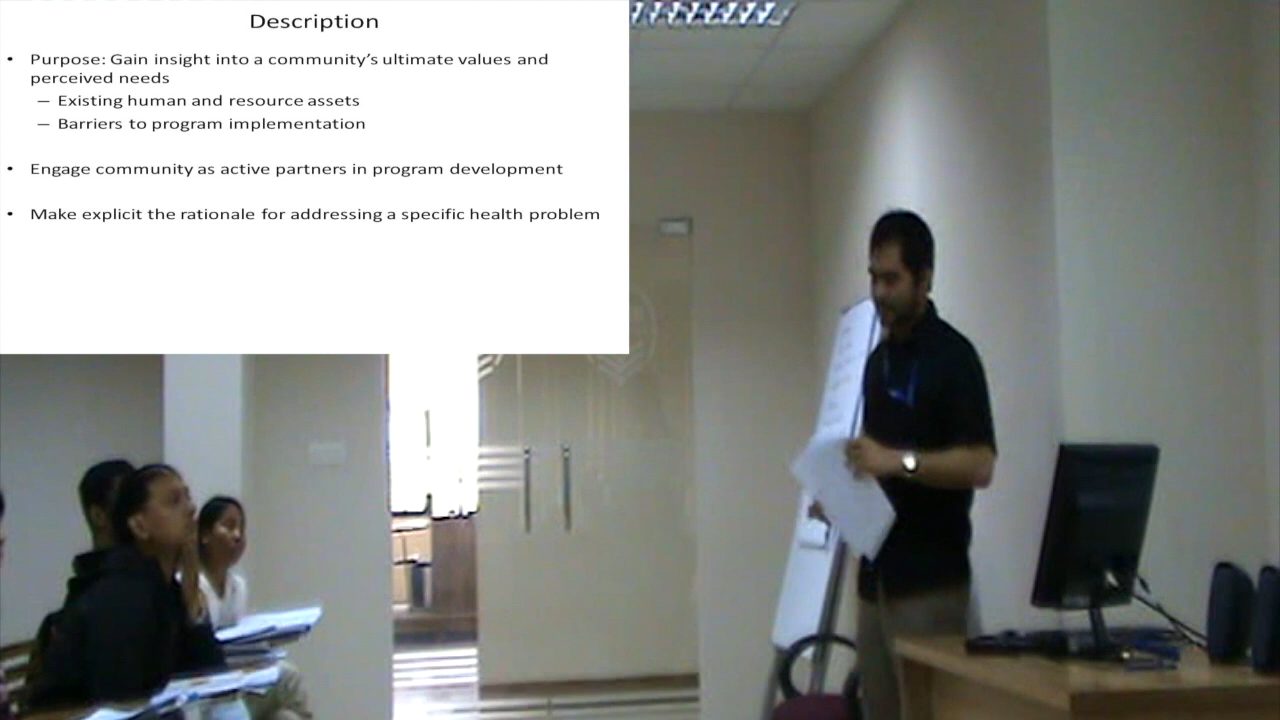 Description
• Purpose: Gain insight into a community's ultimate values and
perceived needs
– Existing human and resource assets
– Barriers to program implementation
• Engage community as active partners in program development
• Make explicit the rationale for addressing a specific health problem